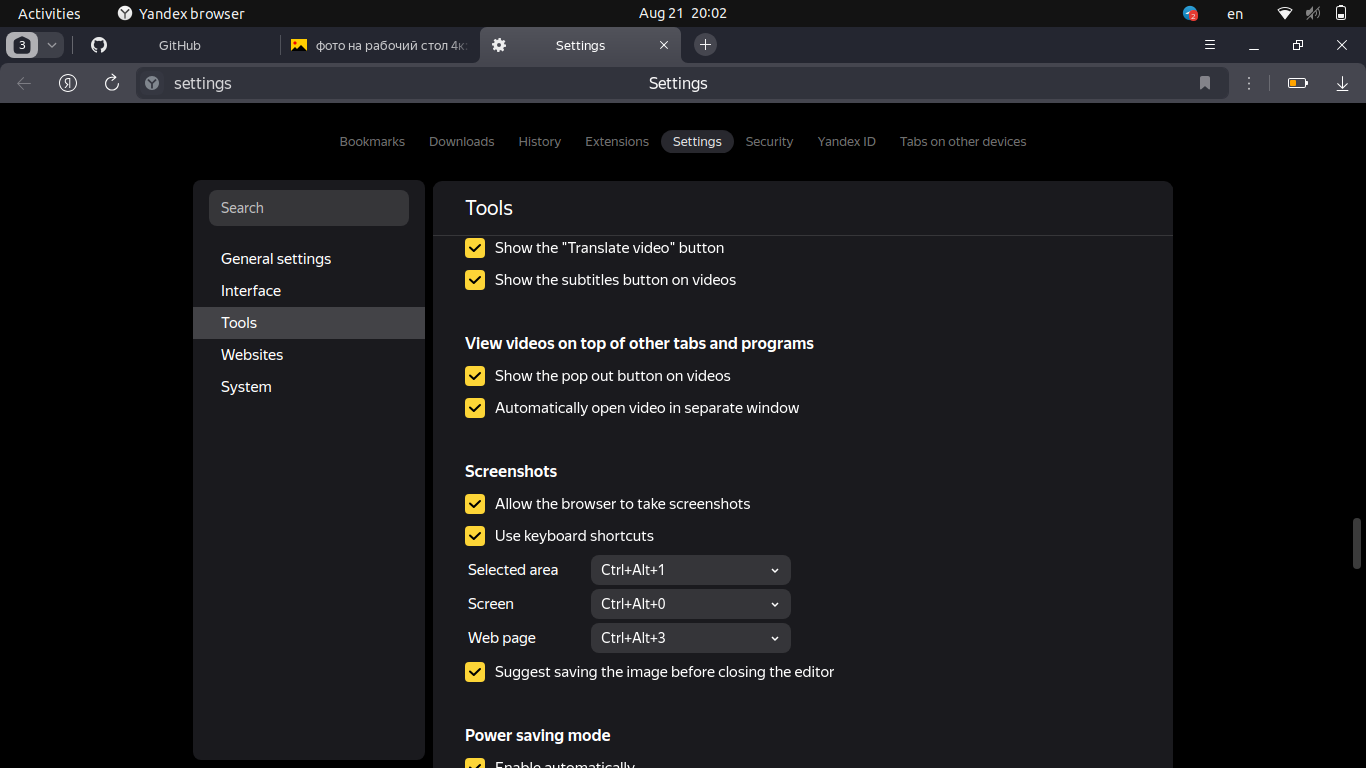 Activities
Yandex browser
Aug 21 20:02
2
en
3
GitHub
фото на рабочий стол 4к
Settings
settings
Settings
Bookmarks
Downloads
History
Extensions
Settings
Security
Yandex ID
Tabs on other devices
Search
General settings
Interface
Tools
Websites
System
Tools
Show the "Translate video" button
Show the subtitles button on videos
View videos on top of other tabs and programs
Show the pop out button on videos
Automatically open video in separate window
Screenshots
Allow the browser to take screenshots
Use keyboard shortcuts
Selected area Ctrl+Alt+1
Screen Ctrl+Alt+0
Web page Ctrl+Alt+3
Suggest saving the image before closing the editor
Power saving mode
Enable automatically